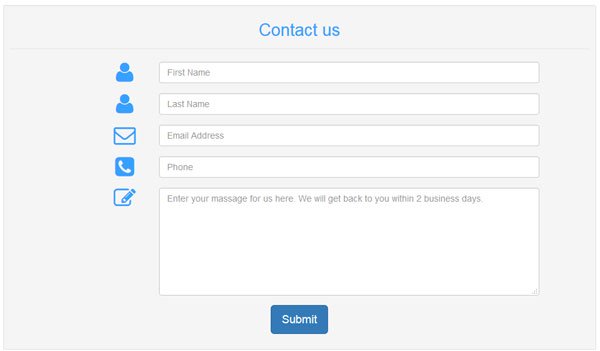 Contact us
First Name
Last Name
Email Address
Phone
Enter your massage for us here. We will get back to you within 2 business days.
Submit